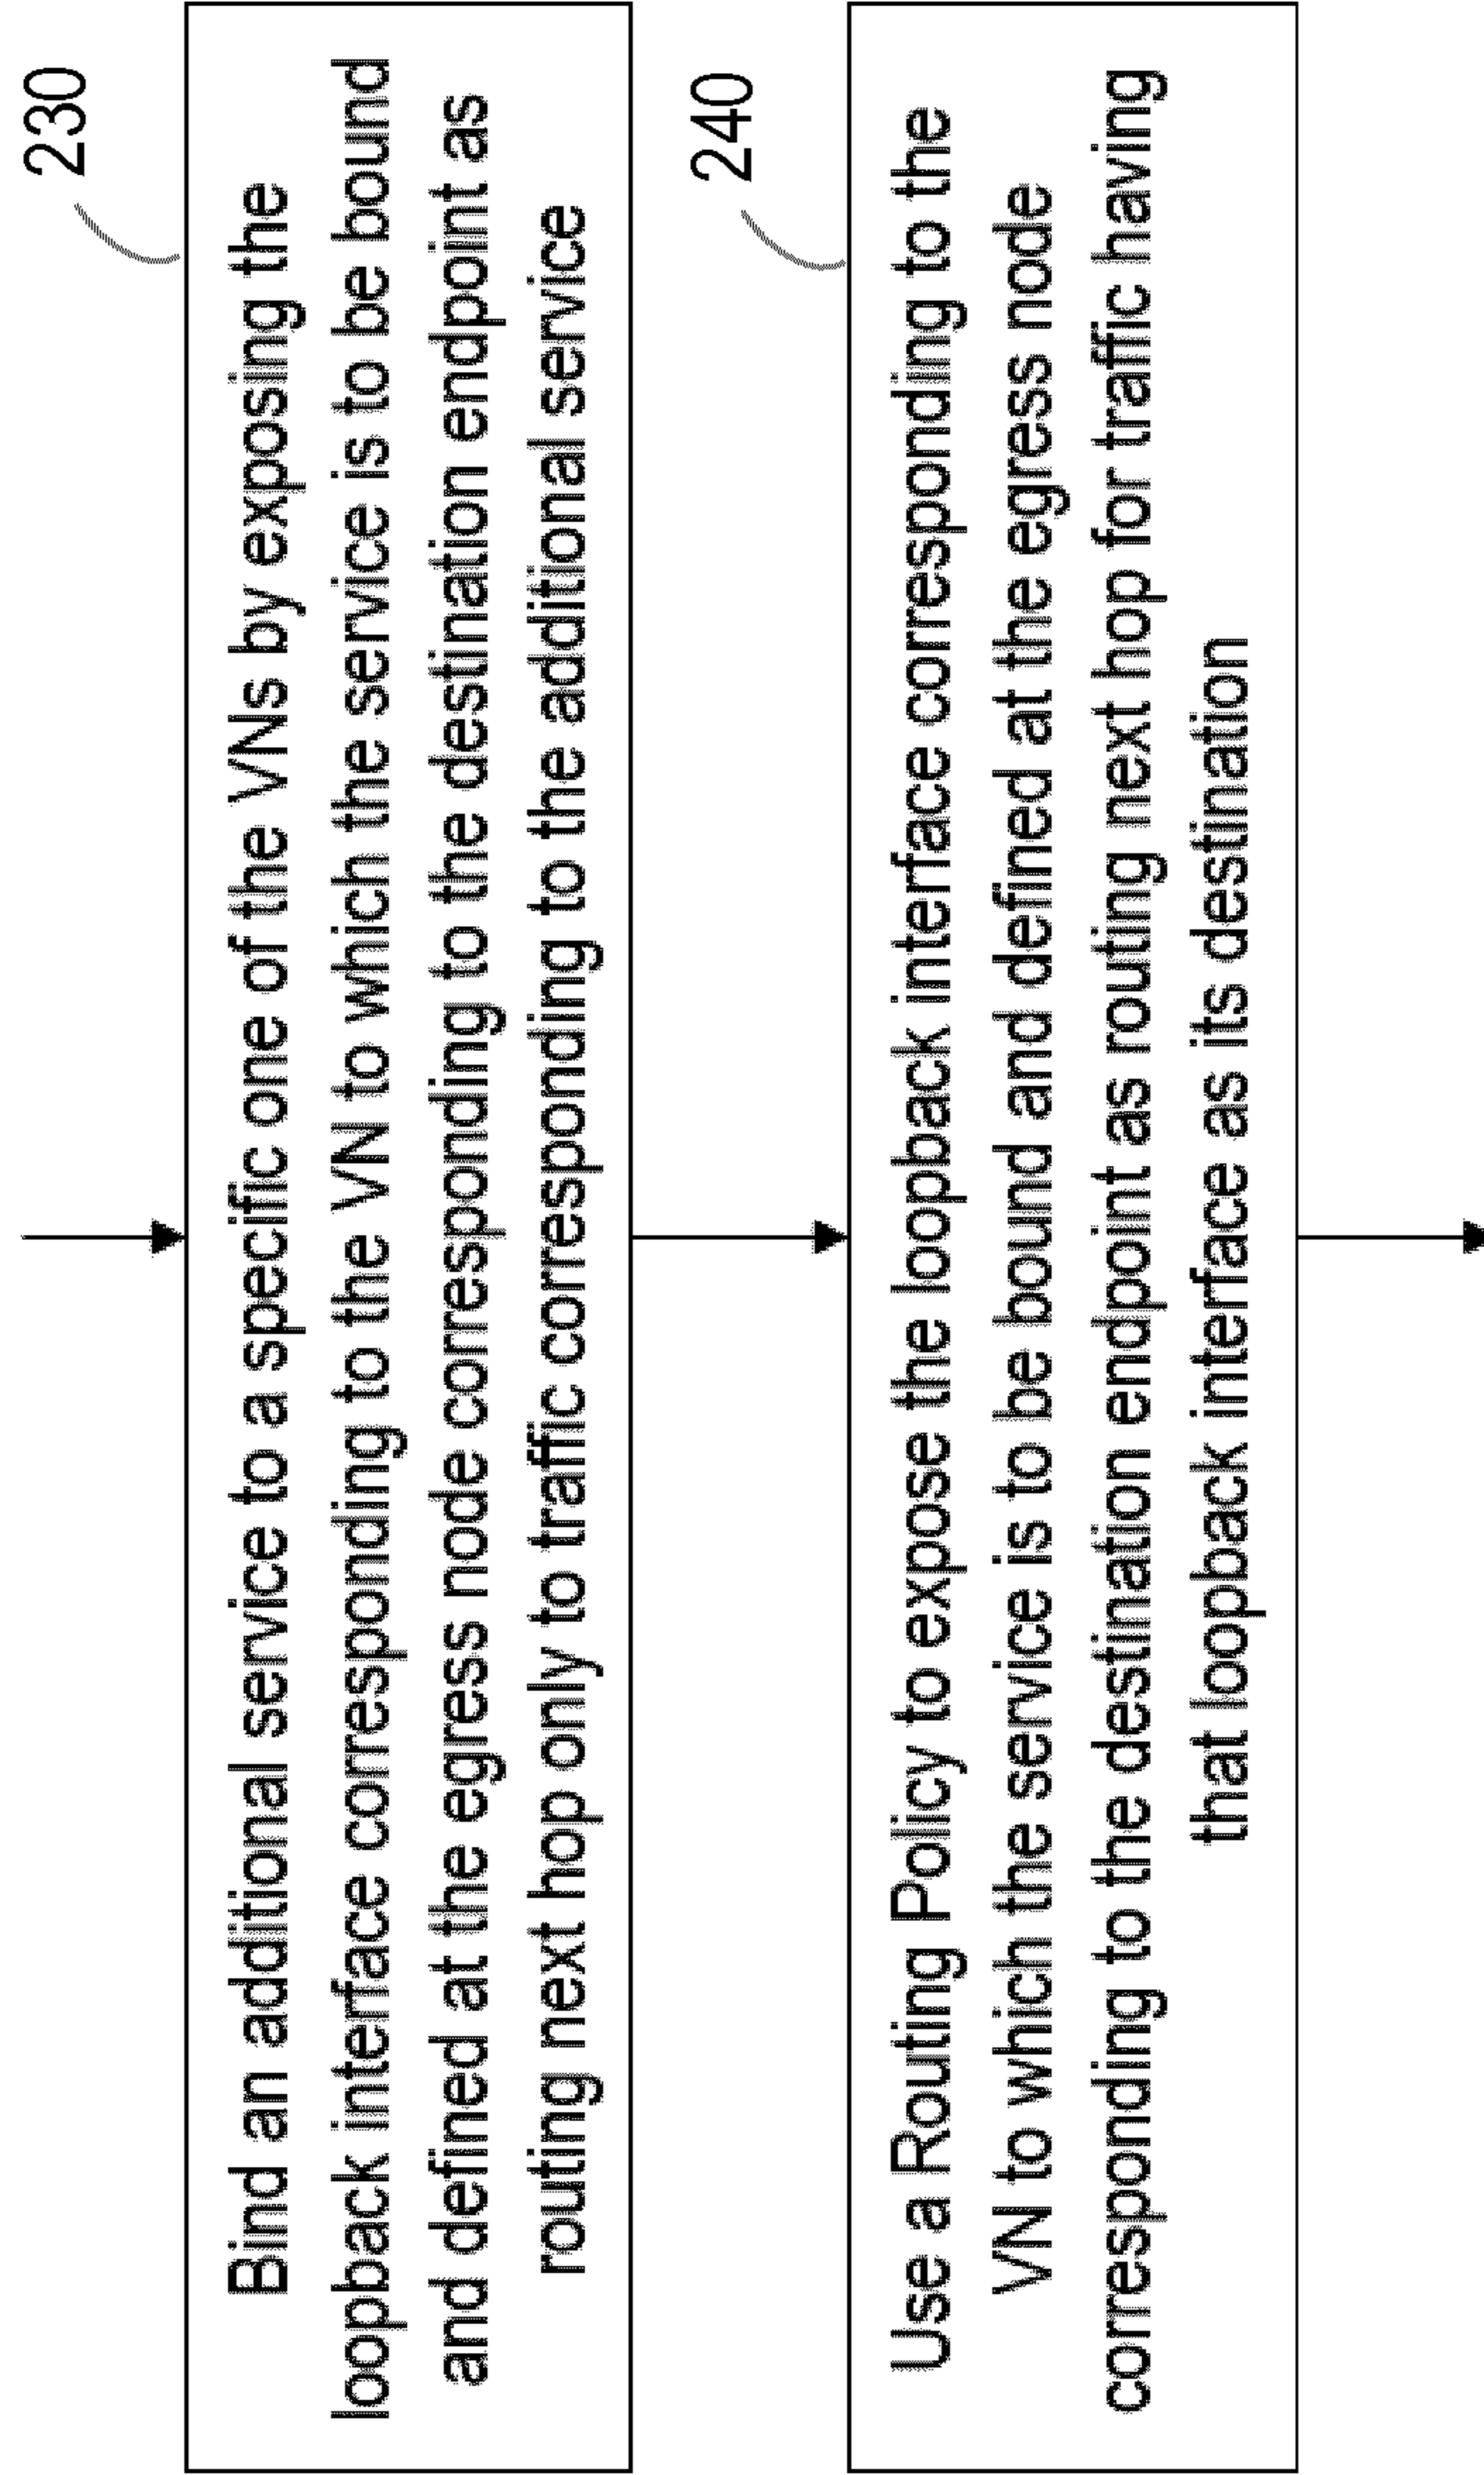 230
Bind an additional service to a specific one of the VNs by exposing the
loopback interface corresponding to the VN to which the service is to be bound
and defined at the egress node corresponding to the destination endpoint as
routing next hop only to traffic corresponding to the additional service
240
Use a Routing Policy to expose the loopback interface corresponding to the
VN to which the service is to be bound and defined at the egress node
corresponding to the destination endpoint as routing next hop for traffic having
that loopback interface as its destination